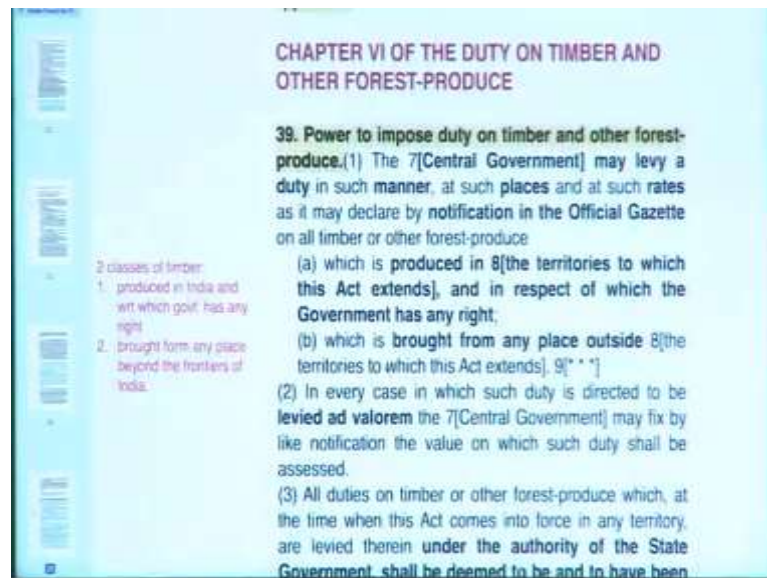 CHAPTER VI OF THE DUTY ON TIMBER AND
OTHER FOREST-PRODUCE
39. Power to impose duty on timber and other forest-
produce.(1) The 7[Central Government] may levy a
duty in such manner, at such places and at such rates
as it may declare by notification in the Official Gazette
on all timber or other forest-produce
(a) which is produced in 8[the territories to which
this Act extends], and in respect of which the
Government has any right;
(b) which is brought from any place outside 8[the
territories to which this Act extends]. 9[* * *]
(2) In every case in which such duty is directed to be
levied ad valorem the 7[Central Government] may fix by
like notification the value on which such duty shall be
assessed.
(3) All duties on timber or other forest-produce which, at
the time when this Act comes into force in any territory,
are levied therein under the authority of the State
Government, shall be deemed to be and to have been
2 classes of timber:
1. produced in India and
wrt which govt. has any
right
2. brought form any place
beyond the frontiers of
India.